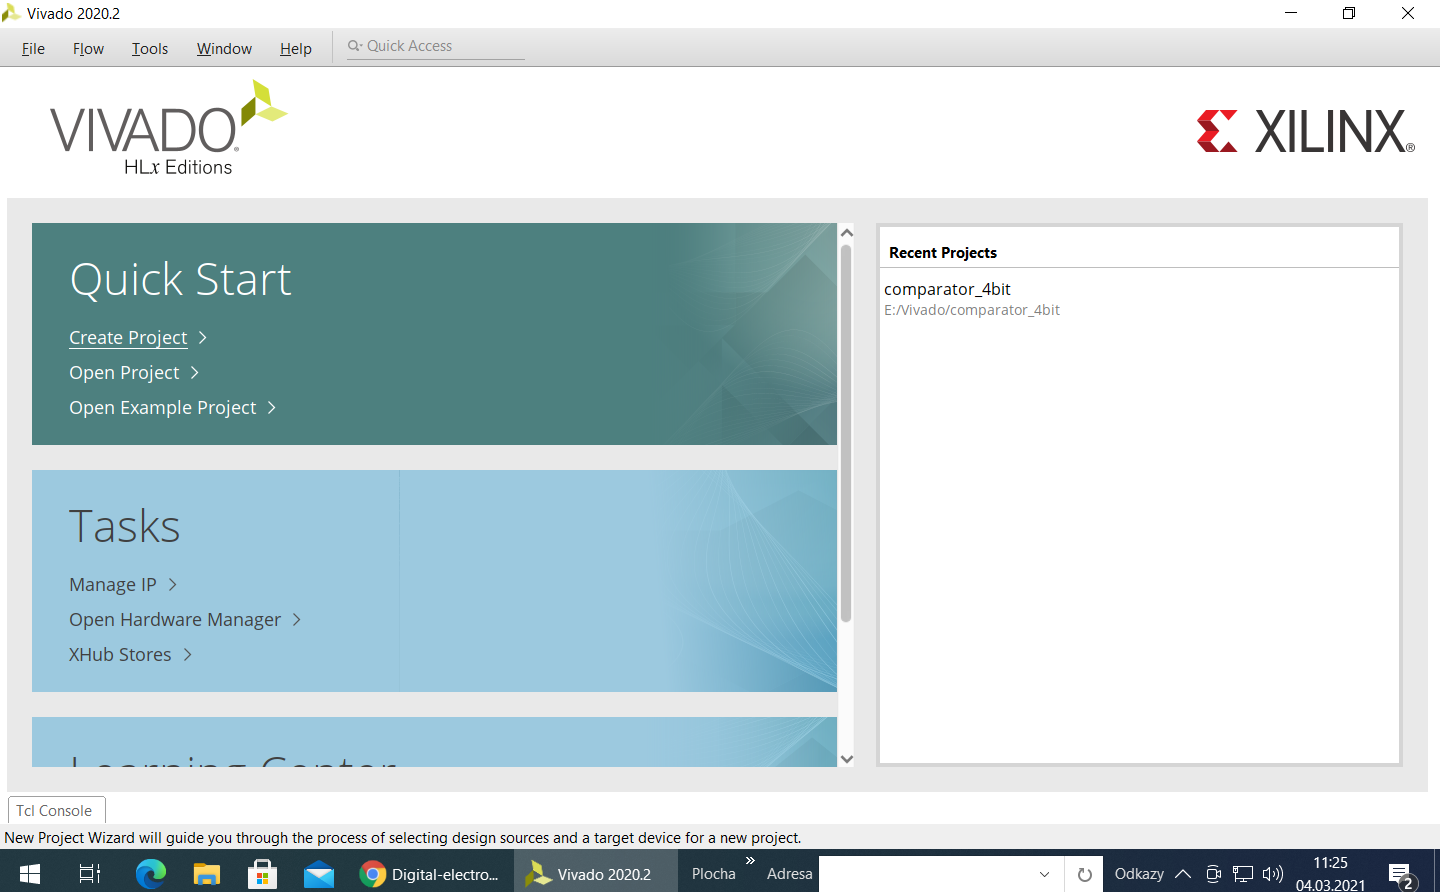 Vivado 2020.2
File Flow Tools Window Help Quick Access
VIVADO®
HLx Editions
XILINX®
Quick Start
Create Project
Open Project
Open Example Project
Tasks
Manage IP
Open Hardware Manager
XHub Stores
Learning Center
Recent Projects
comparator_4bit
E:/Vivado/comparator_4bit
Tcl Console
New Project Wizard will guide you through the process of selecting design sources and a target device for a new project.
Digital-electro... Vivado 2020.2 Plocha » Adresa Odkazy 11:25
04.03.2021 2